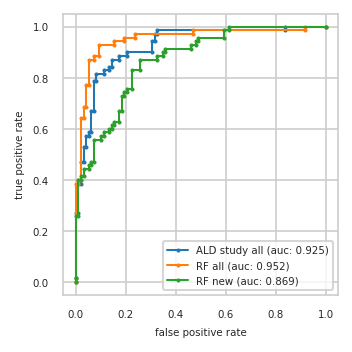 1.0
0.8
0.6
0.4
0.2
0.0
true positive rate
ALD study all (auc: 0.925)
RF all (auc: 0.952)
RF new (auc: 0.869)
0.0 0.2 0.4 0.6 0.8 1.0
false positive rate